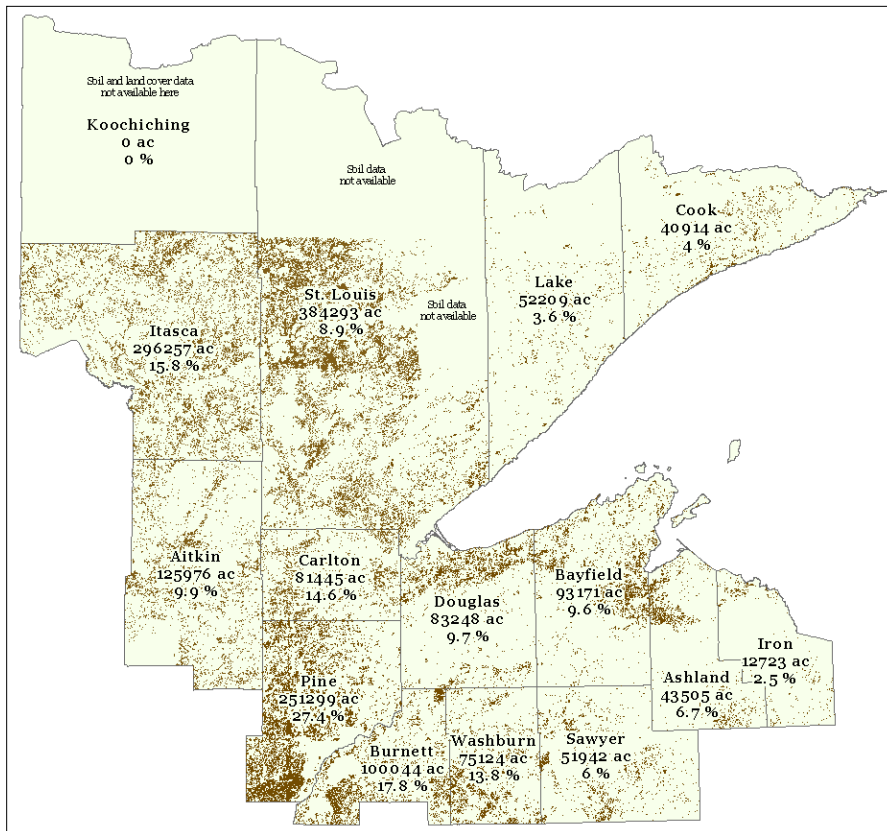 Soil and land cover data
not available here
Koochiching
0 ac
0 %
Soil data
not available
Cook
40914 ac
4 %
Lake
52209 ac
3.6 %
St. Louis
384293 ac
8.9 %
Soil data
not available
Itasca
296257 ac
15.8 %
Aitkin
125976 ac
9.9 %
Carlton
81445 ac
14.6 %
Douglas
83248 ac
9.7 %
Bayfield
93171 ac
9.6 %
Iron
12723 ac
2.5 %
Ashland
43505 ac
6.7 %
Pine
251299 ac
27.4 %
Burnett
100044 ac
17.8 %
Washburn
75124 ac
13.8 %
Sawyer
51942 ac
6 %